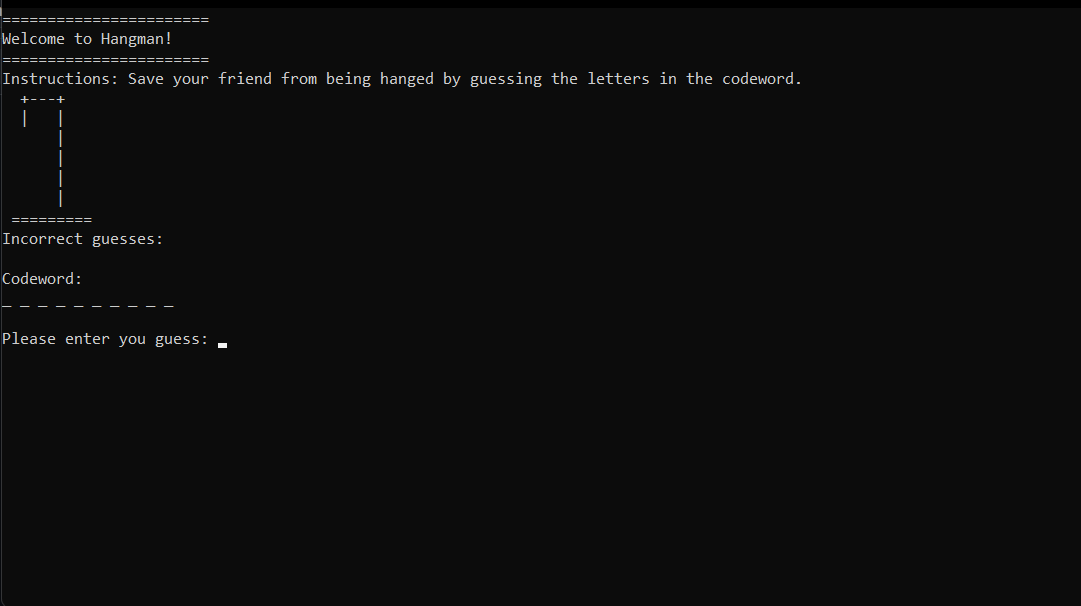 =======================
Welcome to Hangman!
=======================
Instructions: Save your friend from being hanged by guessing the letters in the codeword.
  +---+
  |   |
      |
      |
      |
      |
 =========
Incorrect guesses:
Codeword:
_ _ _ _ _ _ _ _ _ _
Please enter you guess: